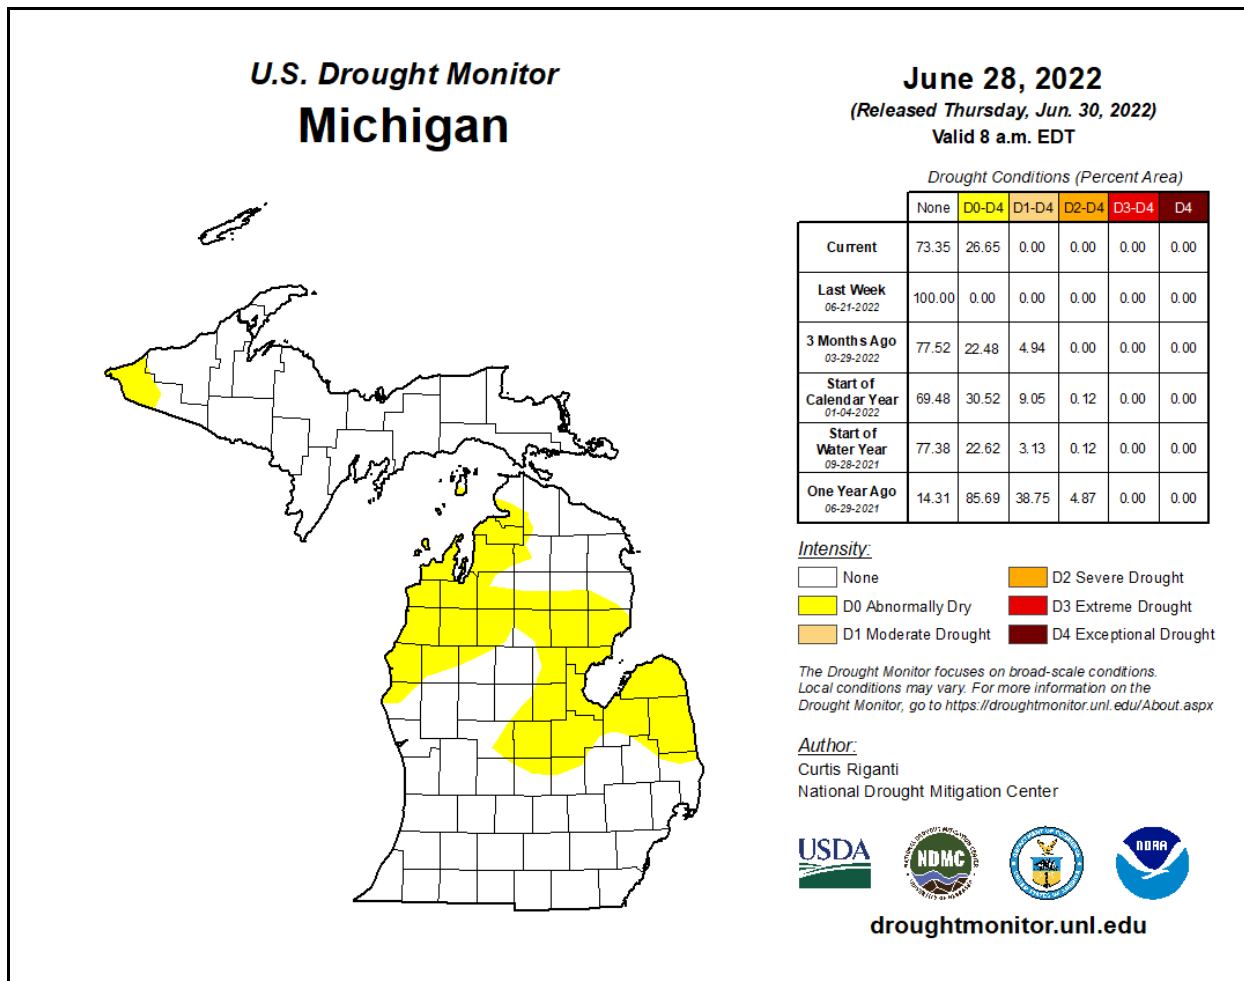 U.S. Drought Monitor
Michigan
June 28, 2022
(Released Thursday, Jun. 30, 2022)
Valid 8 a.m. EDT
Drought Conditions (Percent Area)
None D0-D4 D1-D4 D2-D4 D3-D4 D4
Current 73.35 26.65 0.00 0.00 0.00 0.00
Last Week
06-21-2022 100.00 0.00 0.00 0.00 0.00 0.00
3 Months Ago
03-29-2022 77.52 22.48 4.94 0.00 0.00 0.00
Start of
Calendar Year
01-04-2022 69.48 30.52 9.05 0.12 0.00 0.00
Start of
Water Year
09-28-2021 77.38 22.62 3.13 0.12 0.00 0.00
One Year Ago
06-29-2021 14.31 85.69 38.75 4.87 0.00 0.00
Intensity:
None
D0 Abnormally Dry
D1 Moderate Drought
D2 Severe Drought
D3 Extreme Drought
D4 Exceptional Drought
The Drought Monitor focuses on broad-scale conditions.
Local conditions may vary. For more information on the
Drought Monitor, go to https://droughtmonitor.unl.edu/About.aspx
Author:
Curtis Riganti
National Drought Mitigation Center
USDA
NDMC
NOAA
droughtmonitor.unl.edu